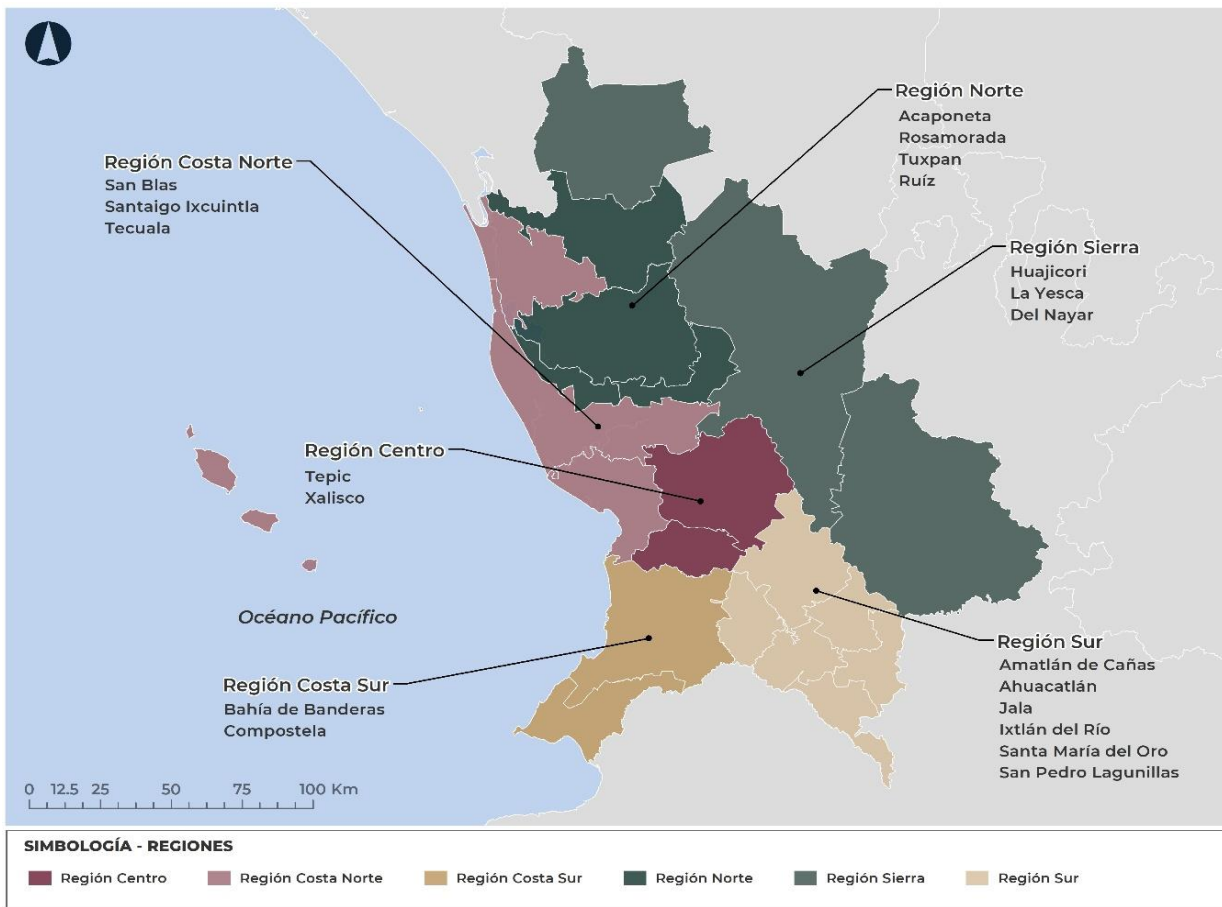 Región Norte
Acaponeta
Rosamorada
Tuxpan
Ruíz
Región Costa Norte
San Blas
Santaigo Ixcuintla
Tecuala
Región Sierra
Huajicori
La Yesca
Del Nayar
Región Centro
Tepic
Xalisco
Océano Pacífico
Región Sur
Amatlán de Cañas
Ahuacatlán
Jala
Ixtlán del Río
Santa María del Oro
San Pedro Lagunillas
Región Costa Sur
Bahía de Banderas
Compostela
0 12.5 25 50 75 100 Km
SIMBOLOGÍA - REGIONES
Región Centro Región Costa Norte Región Costa Sur Región Norte Región Sierra Región Sur